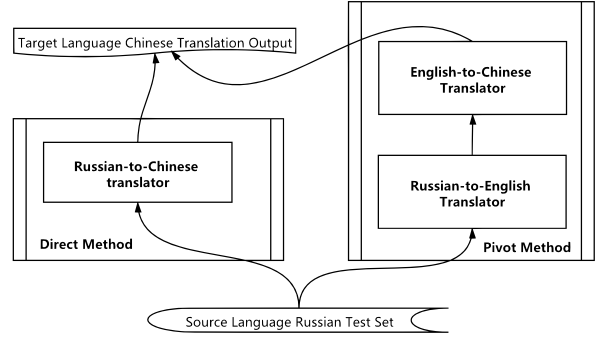 Target Language Chinese Translation Output
English-to-Chinese
Translator
Russian-to-Chinese
translator
Russian-to-English
Translator
Direct Method
Pivot Method
Source Language Russian Test Set